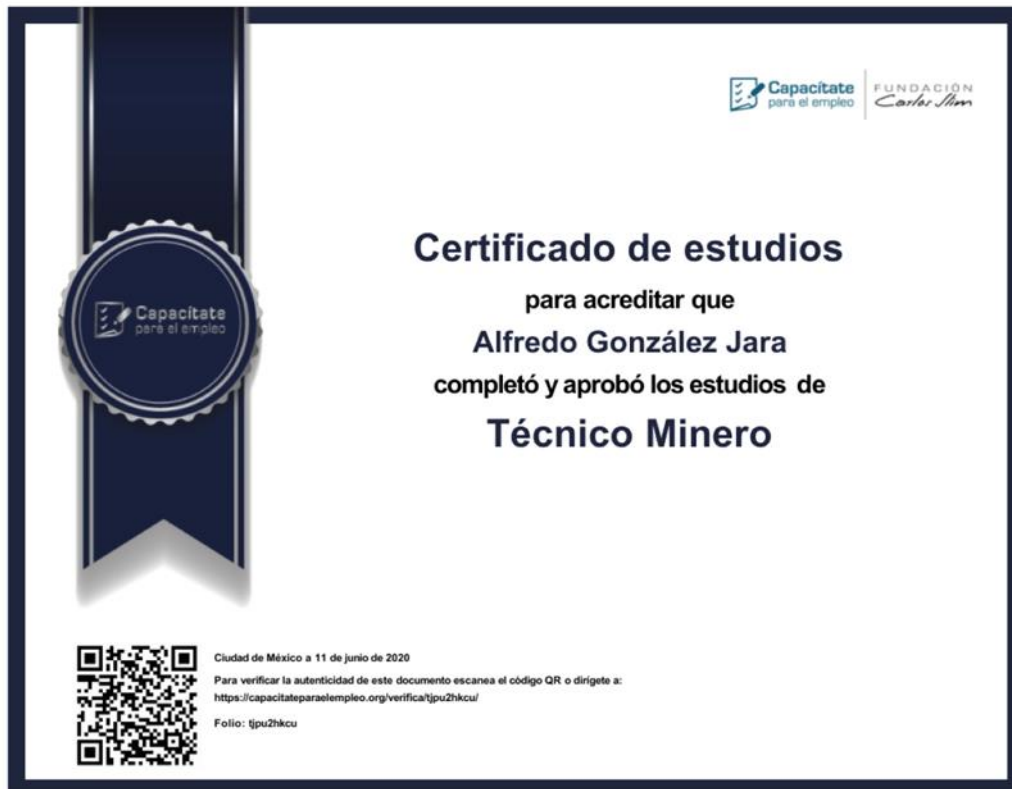 Capacítate
para el empleo
FUNDACIÓN
Carlos Slim
Certificado de estudios
para acreditar que
Alfredo González Jara
completó y aprobó los estudios de
Técnico Minero
Capacítate
para el empleo
Ciudad de México a 11 de junio de 2020
Para verificar la autenticidad de este documento escanea el código QR o dirígete a:
https://capacitateparaelempleo.org/verifica/tjpu2hkcu/
Folio: tjpu2hkcu